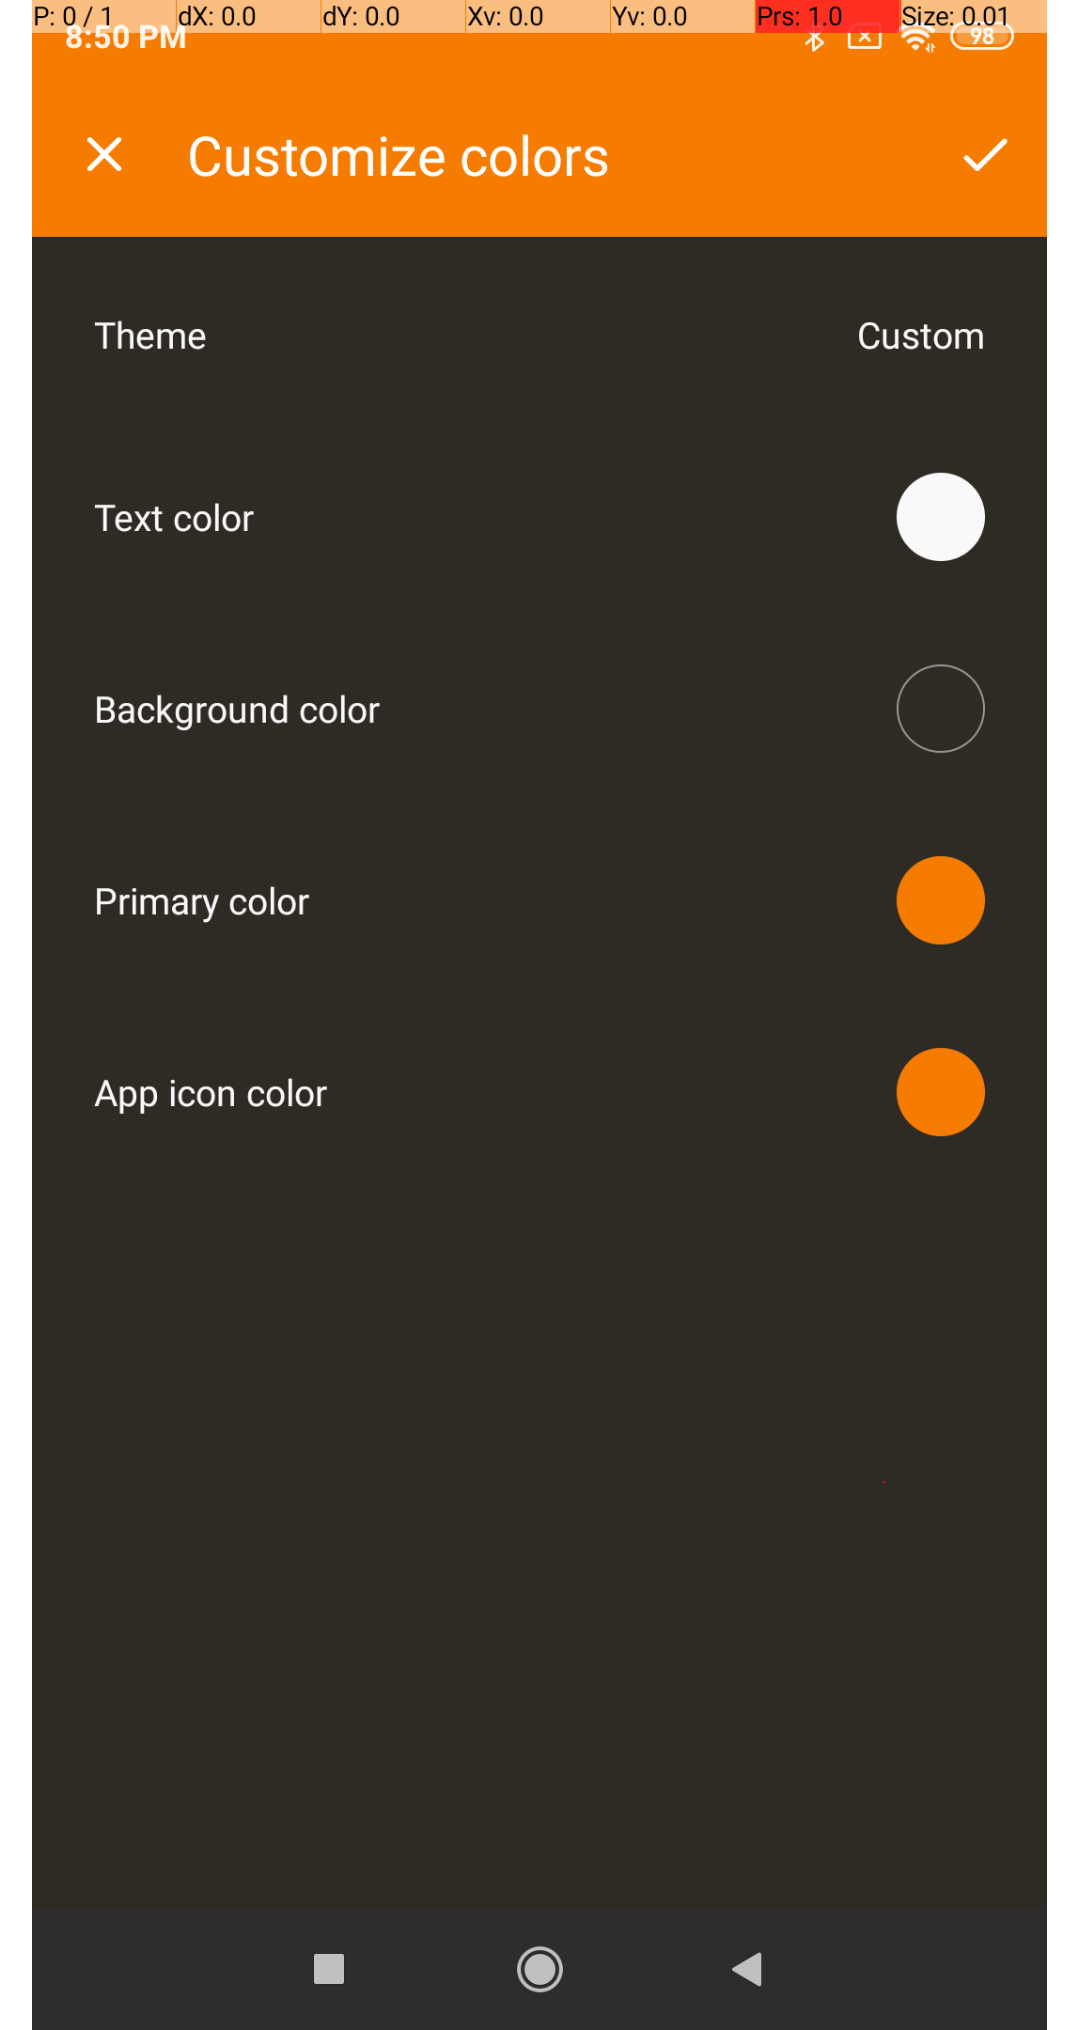 P: 0 / 1 dX: 0.0 dY: 0.0 Xv: 0.0 Yv: 0.0 Prs: 1.0 Size: 0.01
8:50 PM 98
Customize colors
Theme Custom
Text color
Background color
Primary color
App icon color